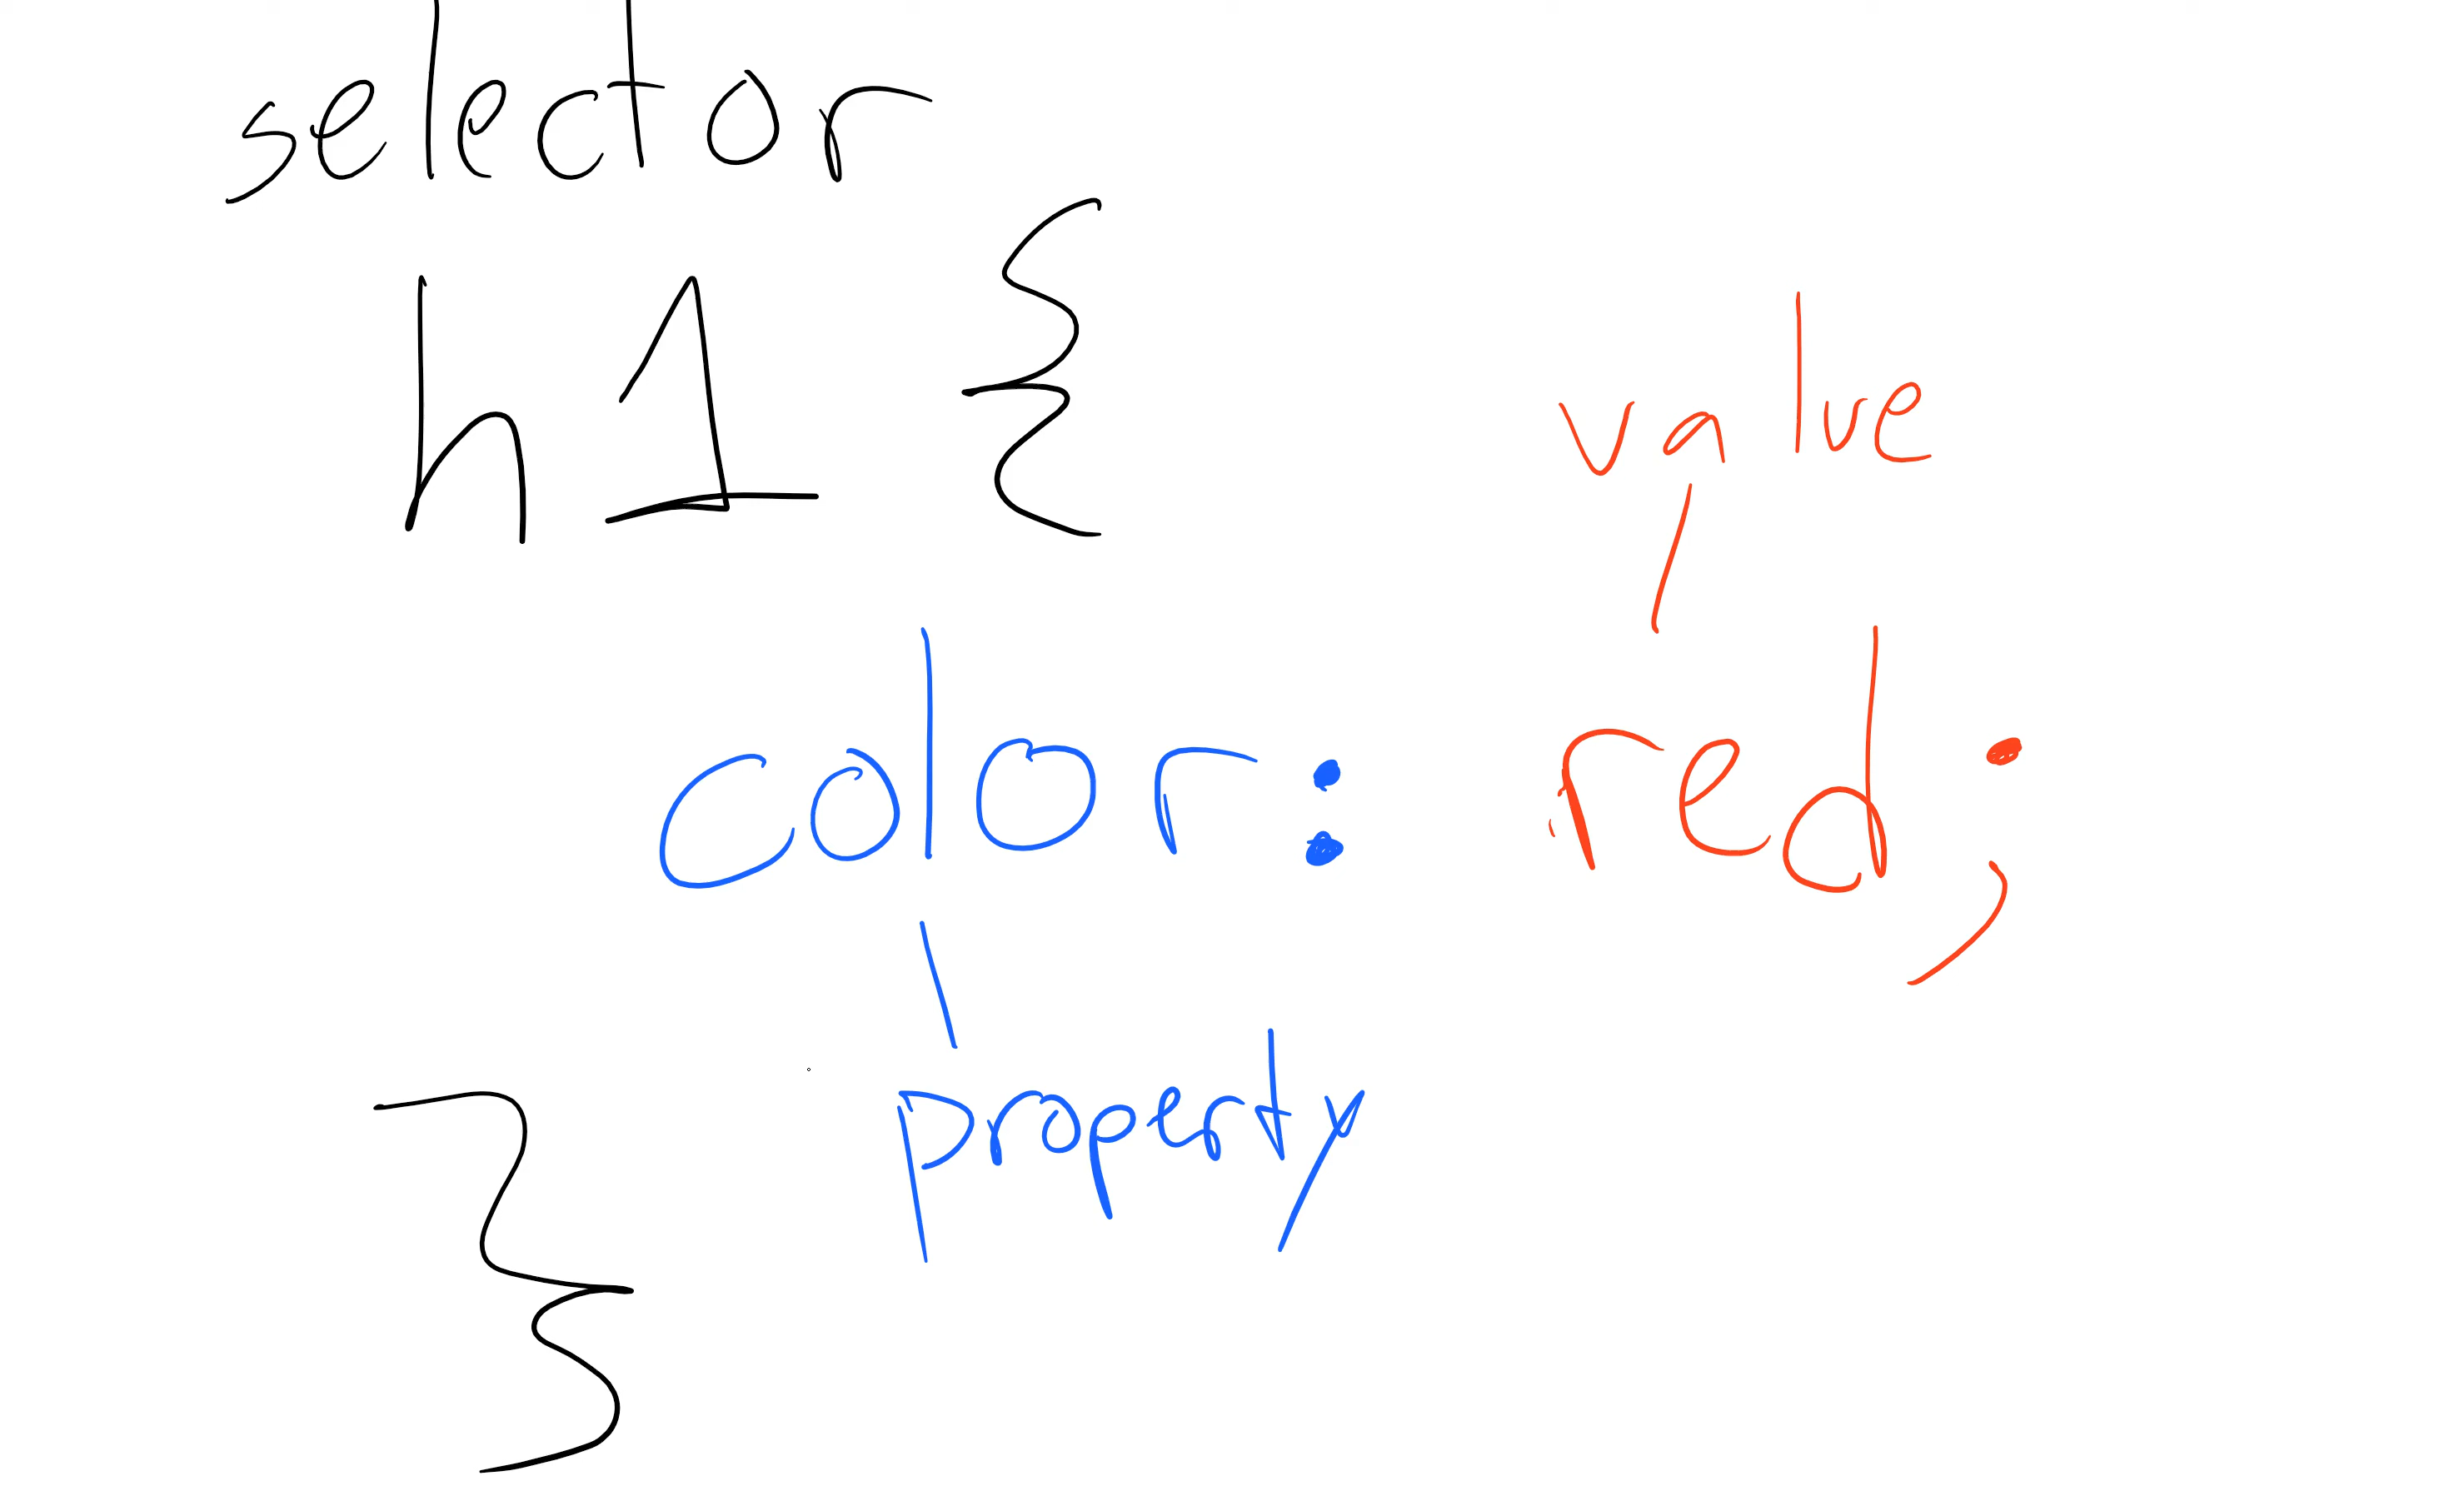 selector
h1 {
value
color: red;
property
}